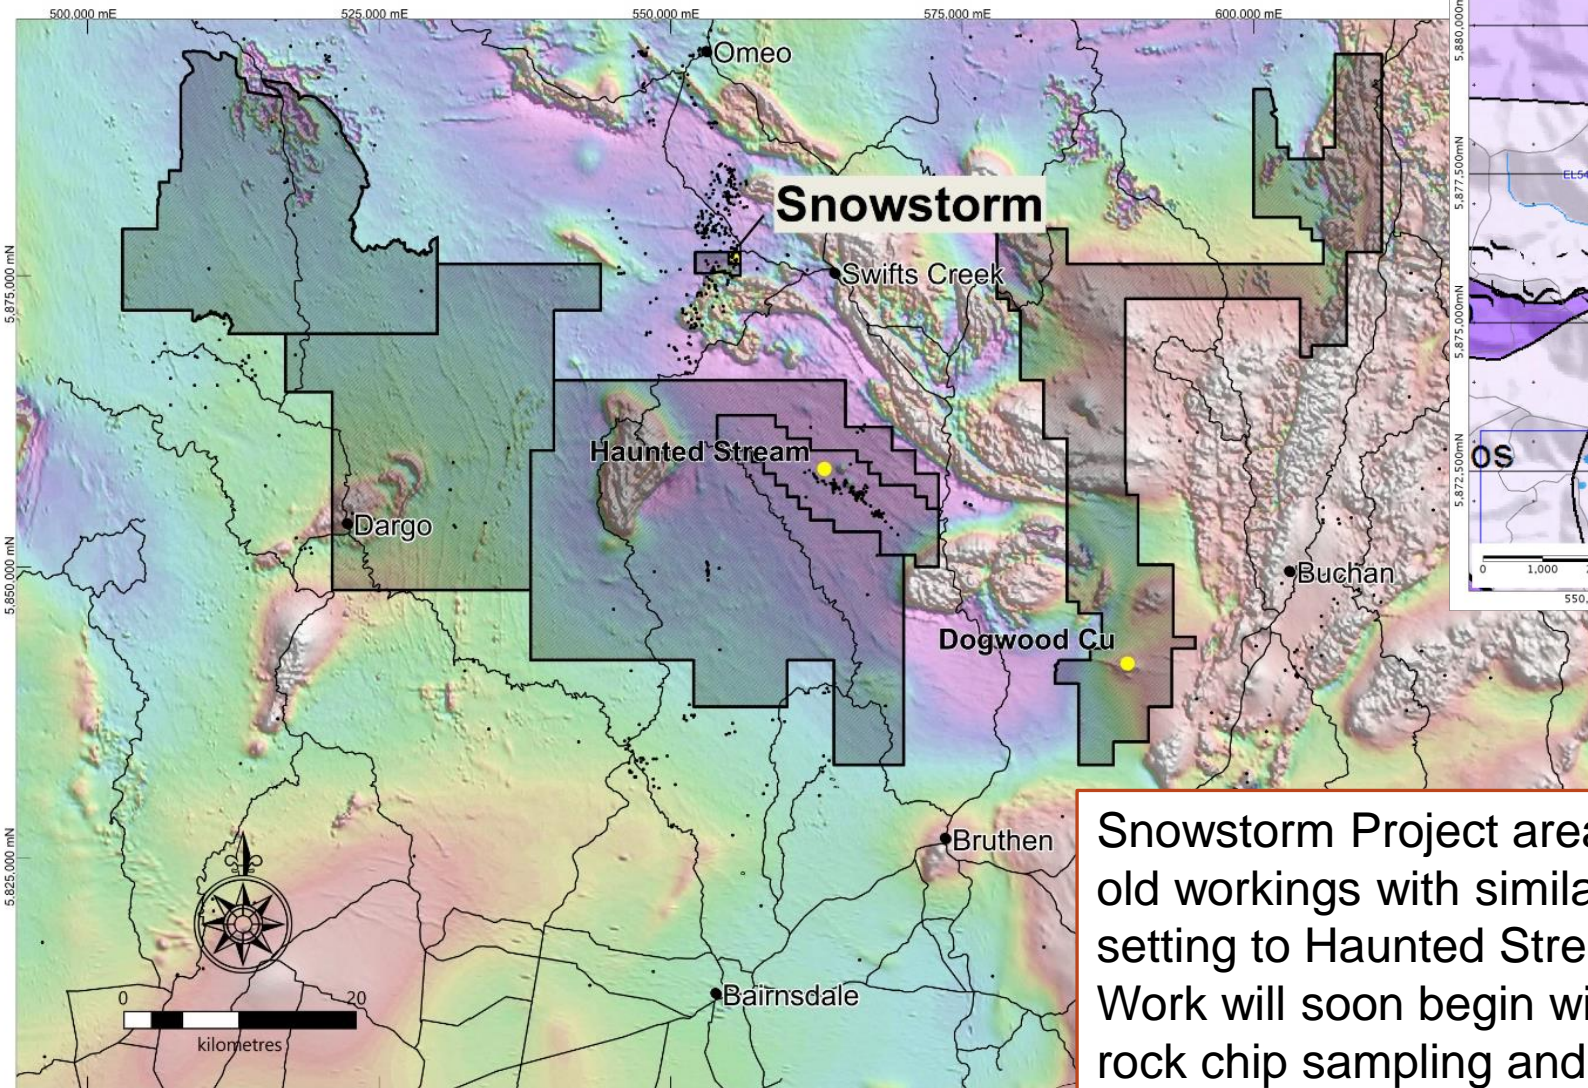 500,000 mE 525,000 mE 550,000 mE 575,000 mE 600,000 mE
Omeo
Snowstorm
Swifts Creek
5,875,000 mN
Haunted Stream
Dargo
5,850,000 mN
Buchan
Dogwood Cu
Bruthen
5,825,000 mN
Bairnsdale
0 20
kilometres
5,877,500mN
5,875,000mN
5,872,500mN
EL54
os
0 1,000
550,
Snowstorm Project area
old workings with simila
setting to Haunted Stre
Work will soon begin wi
rock chip sampling and